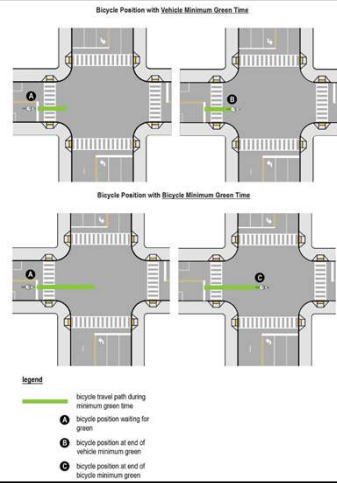 Bicycle Position with Vehicle Minimum Green Time
A
B
Bicycle Position with Bicycle Minimum Green Time
A
C
legend
bicycle travel path during
minimum green time
A bicycle position waiting for
green
B bicycle position at end of
vehicle minimum green
C bicycle position at end of
bicycle minimum green